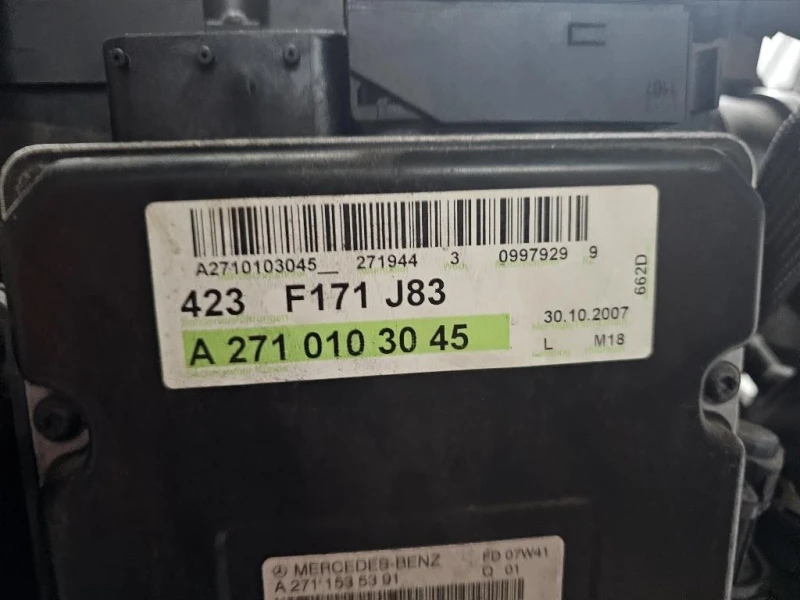 A2710103045__ 271944 3 0997929 9
423 F171 J83
662D
A 271 010 30 45
30.10.2007
L M18
MERCEDES-BENZ PD 07W41
A 271 153 53 91 Q 01